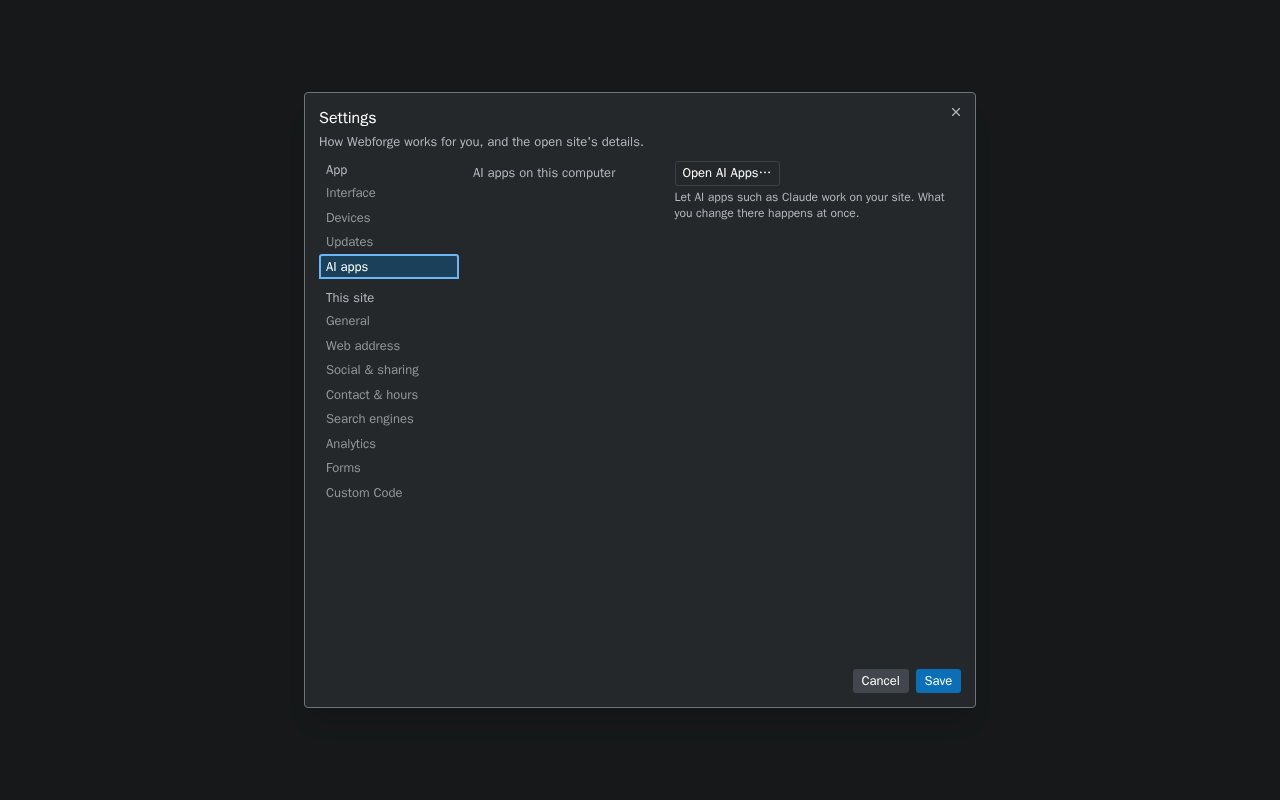 Settings
How Webforge works for you, and the open site's details.
App
Interface
Devices
Updates
AI apps
This site
General
Web address
Social & sharing
Contact & hours
Search engines
Analytics
Forms
Custom Code
AI apps on this computer
Open AI Apps⋯
Let AI apps such as Claude work on your site. What
you change there happens at once.
Cancel
Save